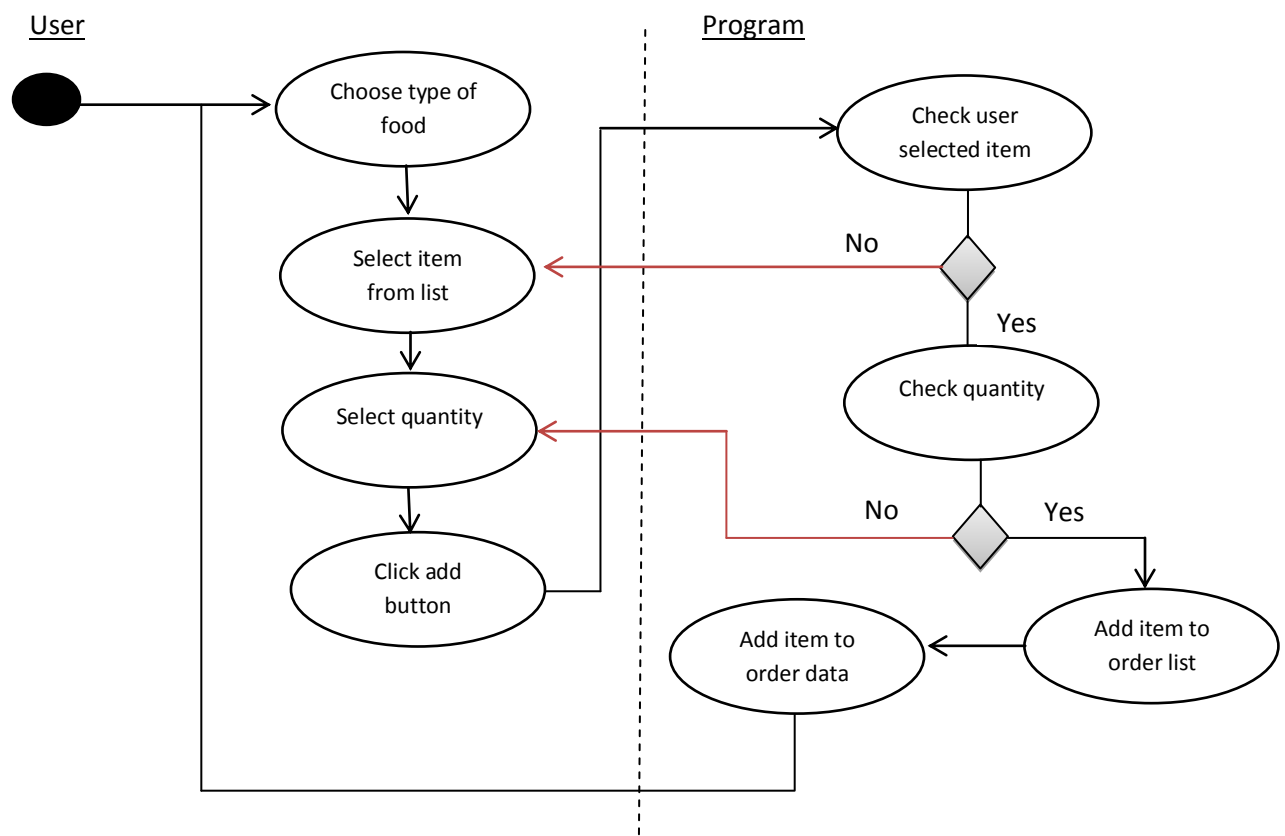 User
Program
Choose type of
food
Check user
selected item
No
Select item
from list
Yes
Check quantity
Select quantity
No
Yes
Click add
button
Add item to
order list
Add item to
order data